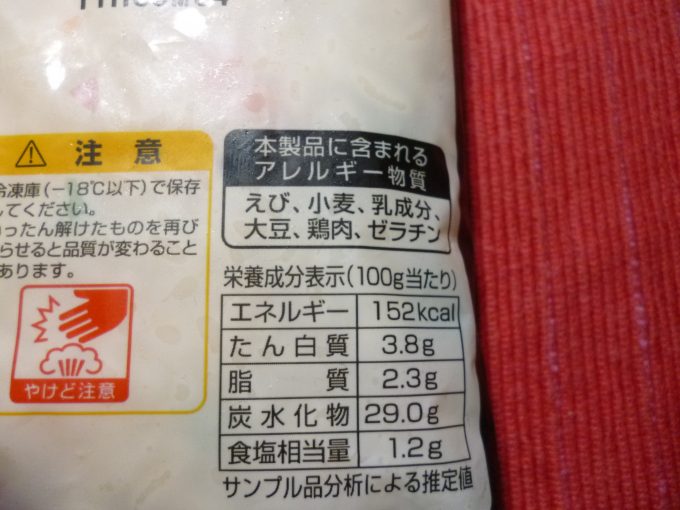 注意
冷凍庫(−18℃以下)で保存
してください。
いったん解けたものを再び
らせると品質が変わること
あります。
やけど注意
本製品に含まれる
アレルギー物質
えび、小麦、乳成分、
大豆、鶏肉、ゼラチン
栄養成分表示(100g当たり)
エネルギー 152kcal
たん白質 3.8g
脂質 2.3g
炭水化物 29.0g
食塩相当量 1.2g
サンプル品分析による推定値